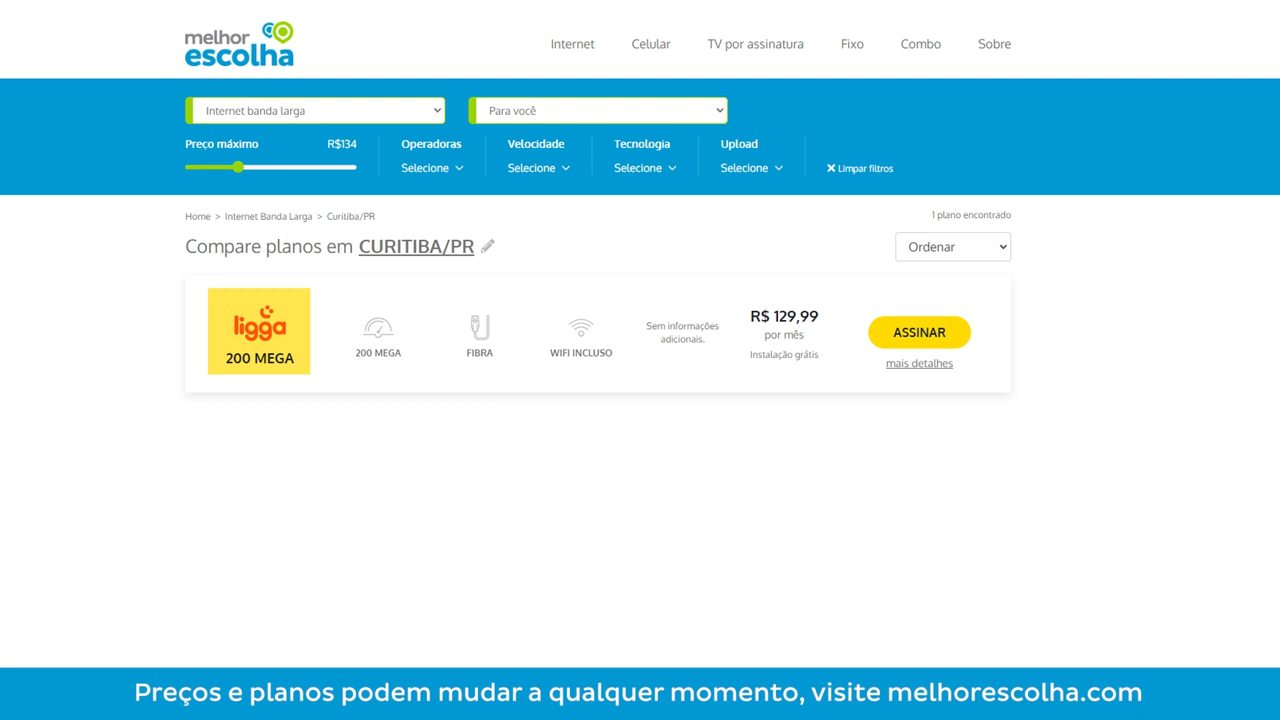 melhor
escolha
Internet
Celular
TV por assinatura
Fixo
Combo
Sobre
Internet banda larga
Para você
Preço máximo
R$134
Operadoras
Velocidade
Tecnologia
Upload
Selecione
Selecione
Selecione
Selecione
Limpar filtros
Home > Internet Banda Larga > Curitiba/PR
1 plano encontrado
Compare planos em CURITIBA/PR
Ordenar
ligga
200 MEGA
200 MEGA
FIBRA
WIFI INCLUSO
Sem informações
adicionais.
R$ 129,99
por mês
Instalação grátis
ASSINAR
mais detalhes
Preços e planos podem mudar a qualquer momento, visite melhorescolha.com